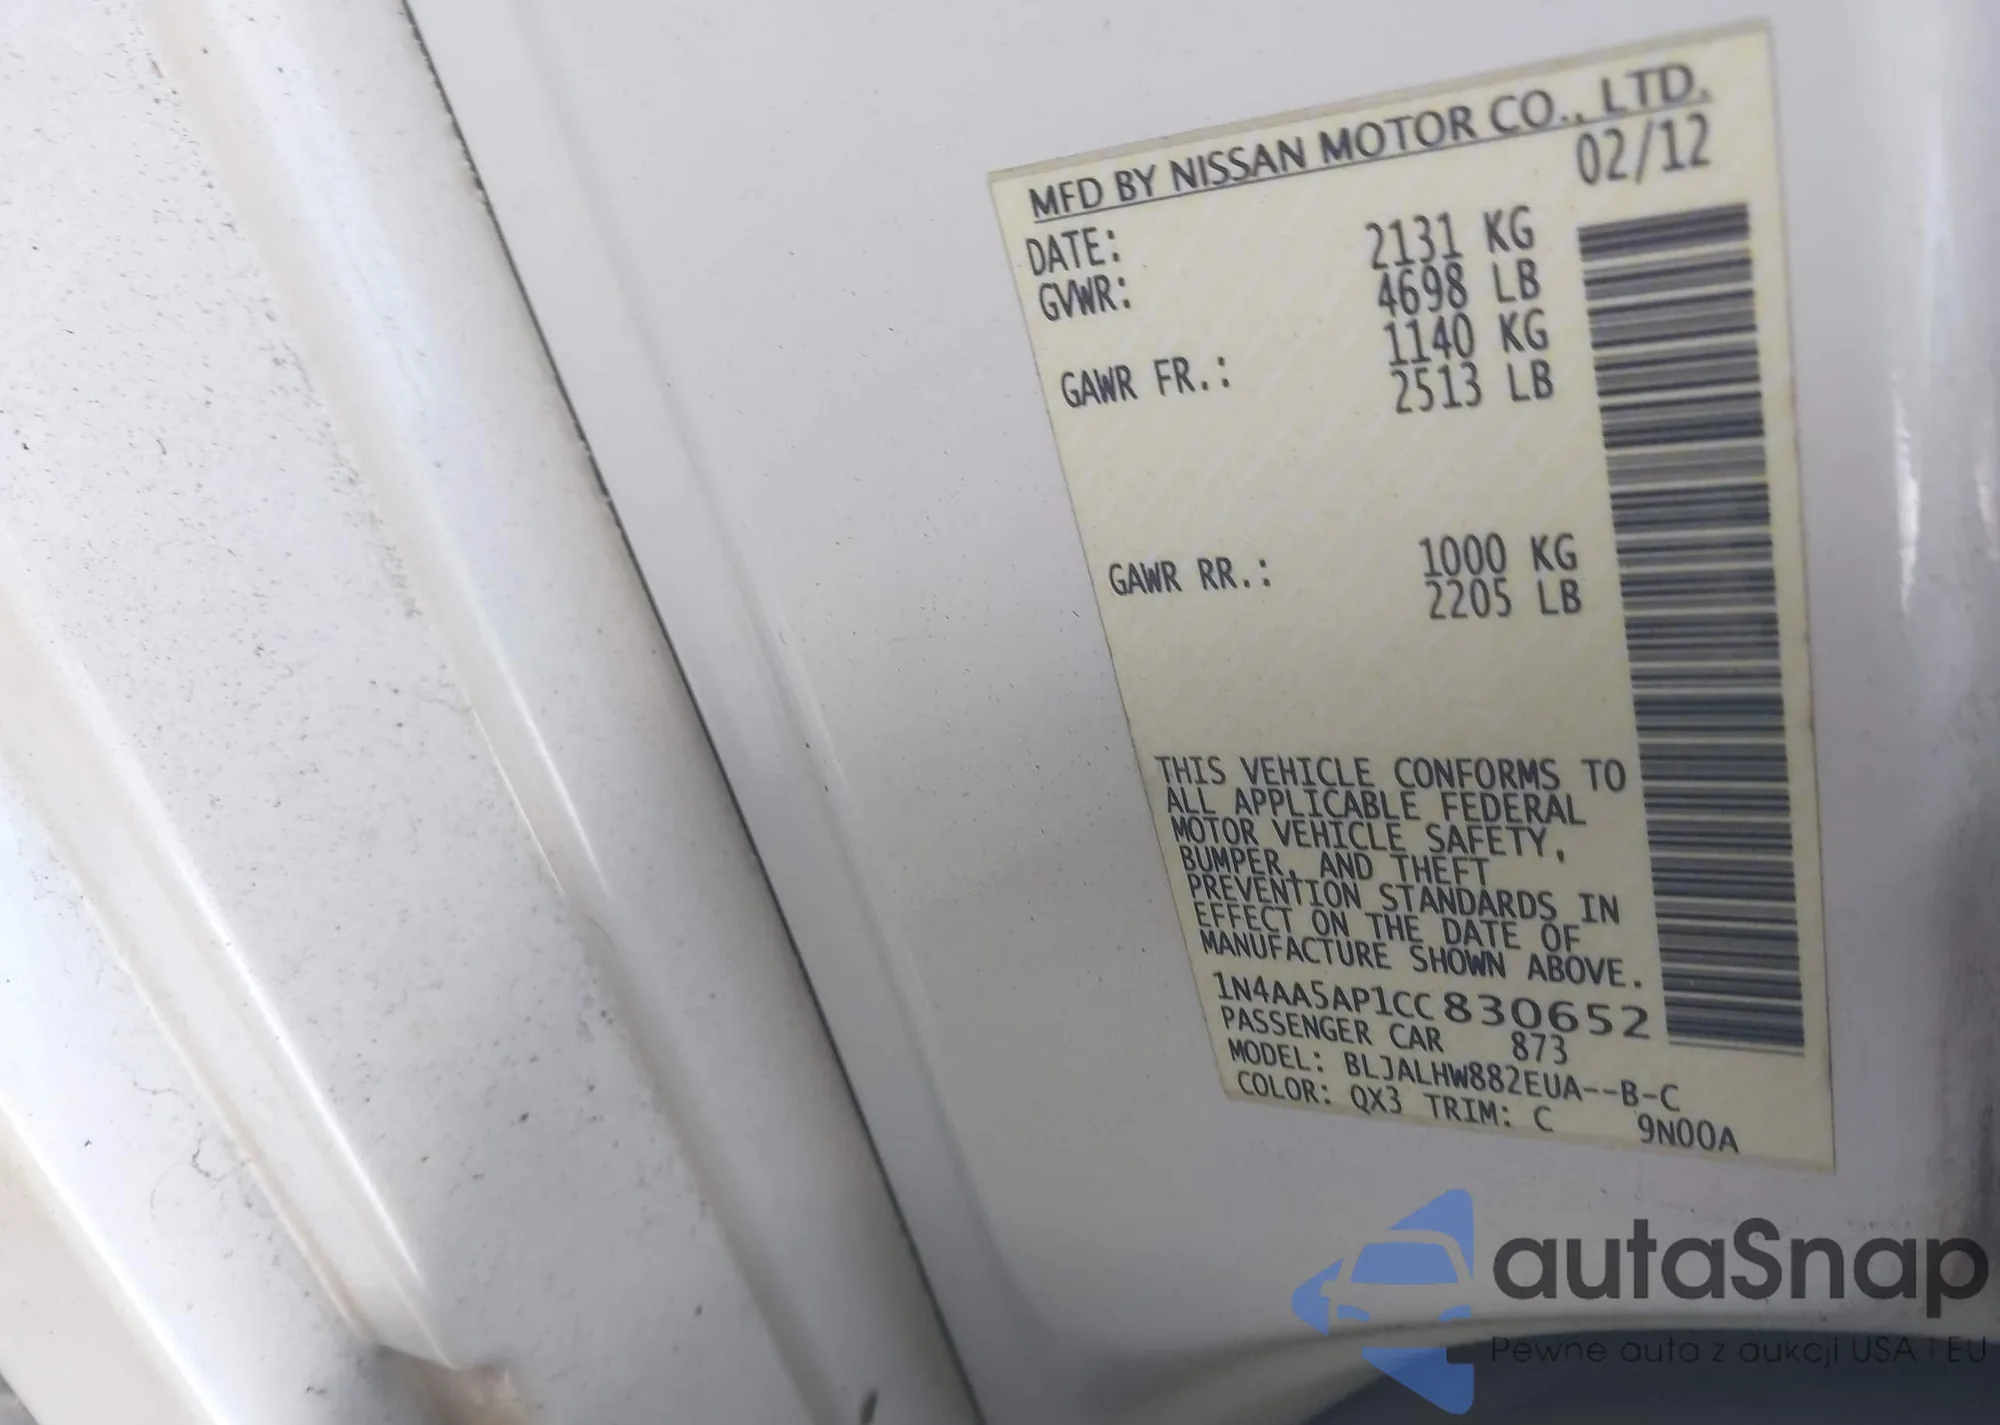 MFD BY NISSAN MOTOR CO., LTD.
DATE: 02/12
GVWR: 2131 KG
4698 LB
GAWR FR.: 1140 KG
2513 LB
GAWR RR.: 1000 KG
2205 LB
THIS VEHICLE CONFORMS TO
ALL APPLICABLE FEDERAL
MOTOR VEHICLE SAFETY,
BUMPER, AND THEFT
PREVENTION STANDARDS IN
EFFECT ON THE DATE OF
MANUFACTURE SHOWN ABOVE.
1N4AA5AP1CC830652
PASSENGER CAR 873
MODEL: BLJALHW882EUA--B-C
COLOR: QX3 TRIM: C 9N00A
autaSnap
Pewne auta z aukcji USA i EU